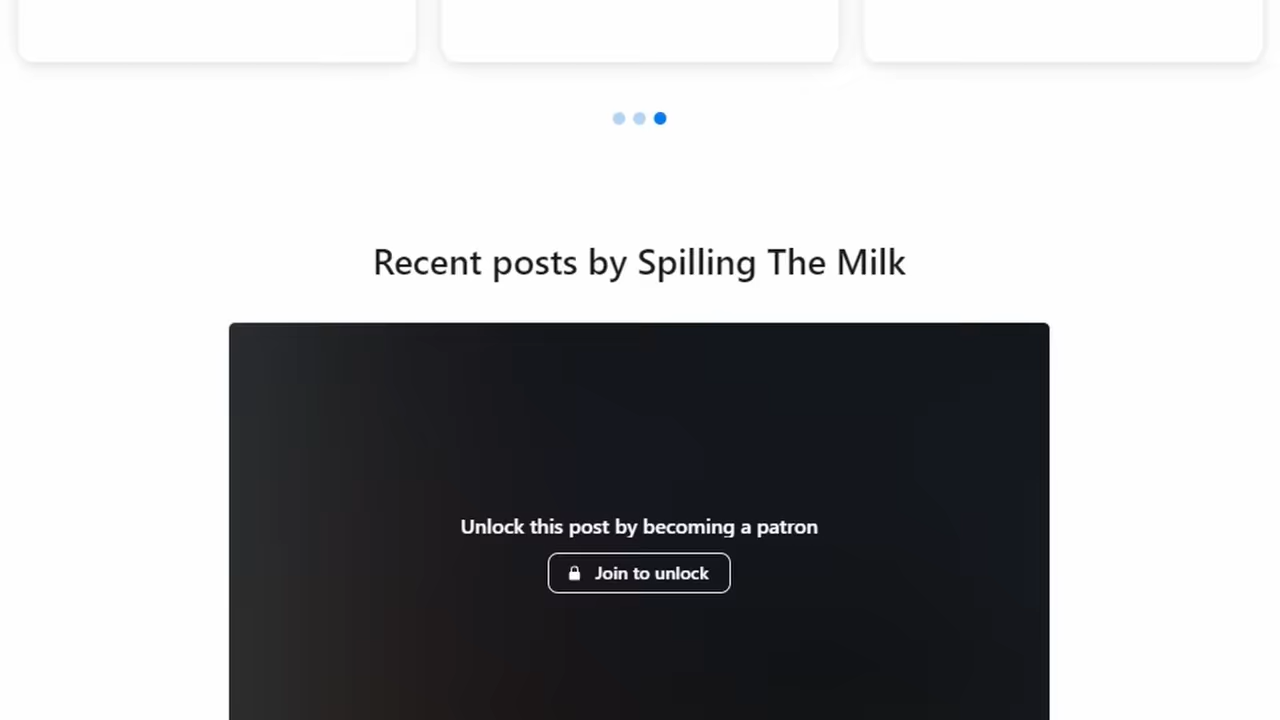 Recent posts by Spilling The Milk
Unlock this post by becoming a patron
Join to unlock